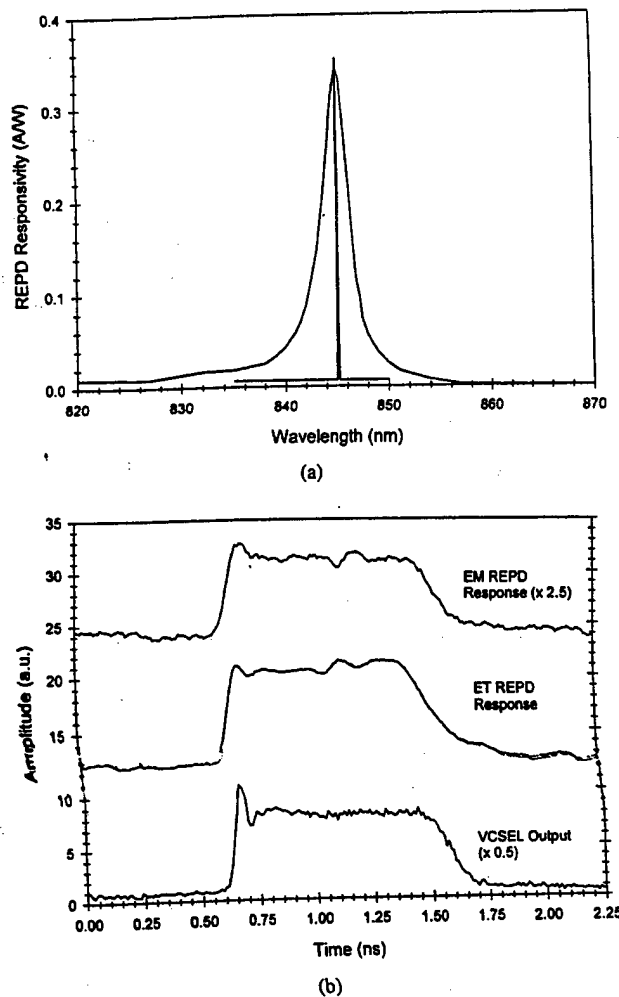 0.4
0.3
0.2
0.1
0.0
REPD Responsivity (A/W)
820 830 840 850 860 870
Wavelength (nm)
(a)
35
30
25
20
15
10
5
0
Amplitude (a.u.)
EM REPD
Response (x 2.5)
ET REPD
Response
VCSEL Output
(x 0.5)
0.00 0.25 0.50 0.75 1.00 1.25 1.50 1.75 2.00 2.25
Time (ns)
(b)